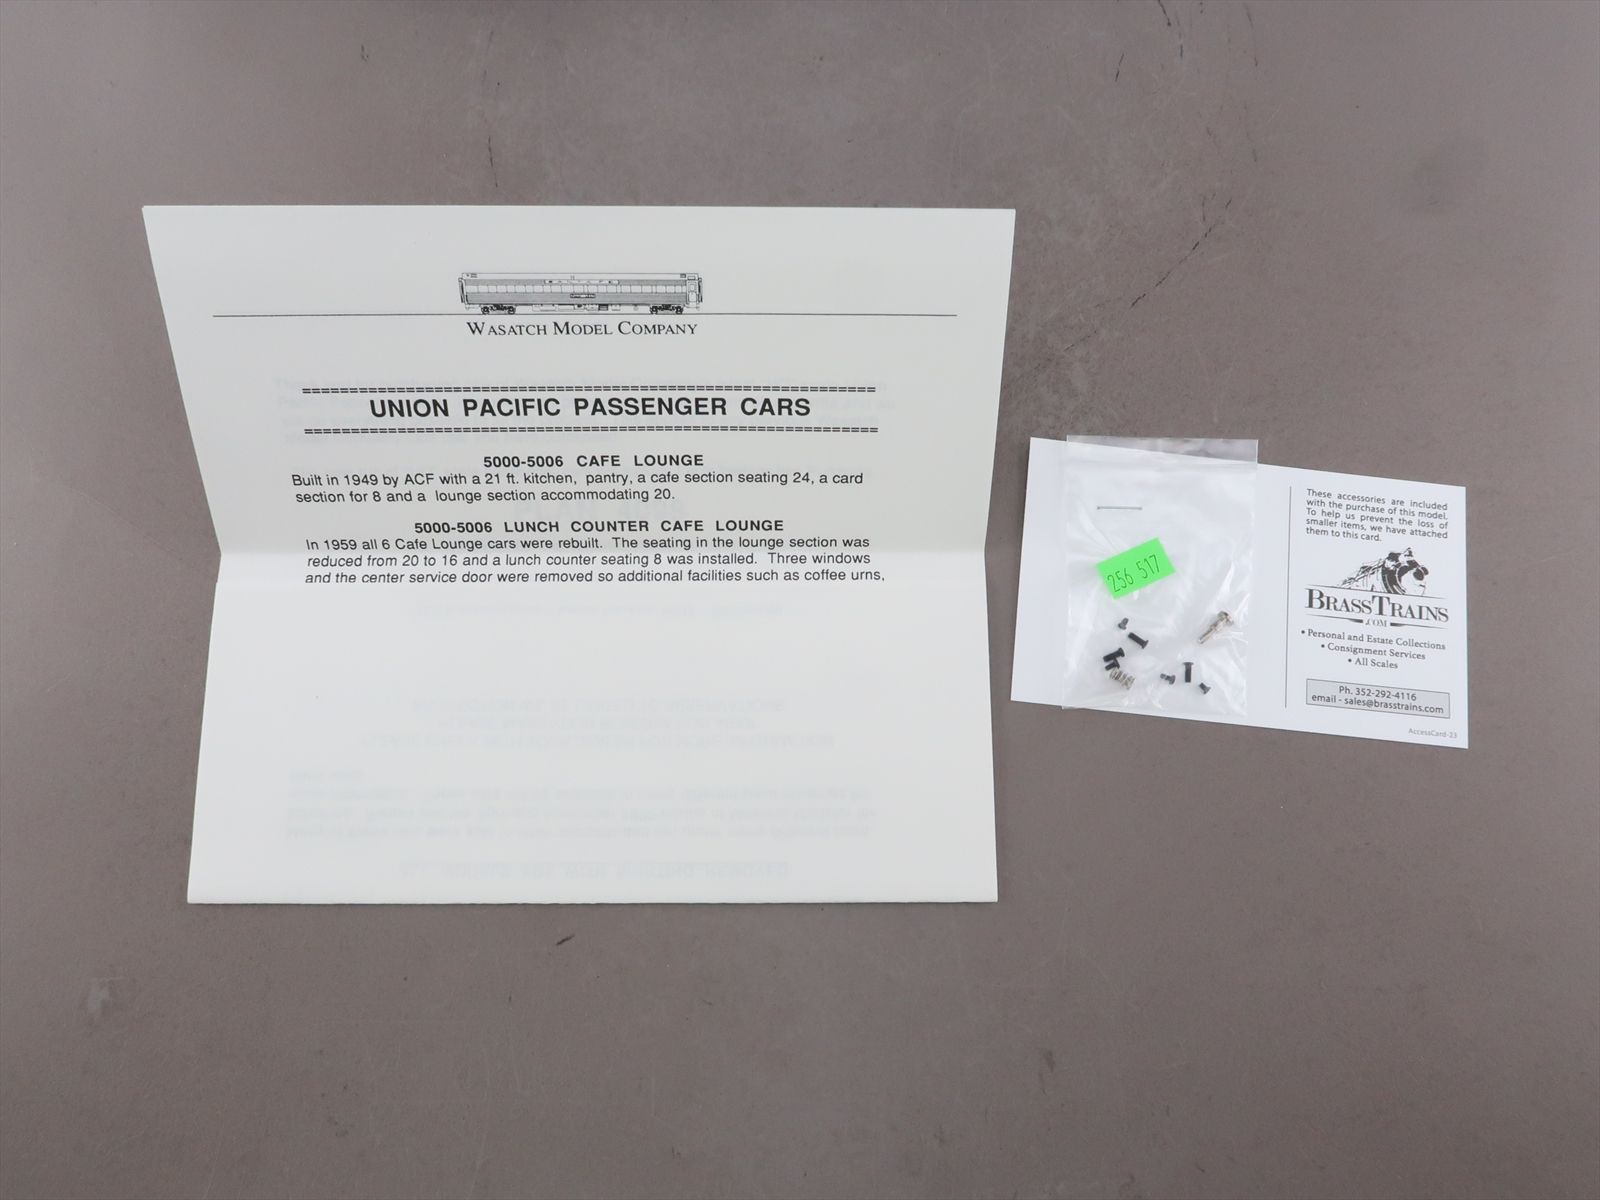 WASATCH MODEL COMPANY
UNION PACIFIC PASSENGER CARS
5000-5006 CAFE LOUNGE
Built in 1949 by ACF with a 21 ft. kitchen, pantry, a cafe section seating 24, a card
section for 8 and a lounge section accommodating 20.
5000-5006 LUNCH COUNTER CAFE LOUNGE
In 1959 all 6 Cafe Lounge cars were rebuilt. The seating in the lounge section was
reduced from 20 to 16 and a lunch counter seating 8 was installed. Three windows
and the center service door were removed so additional facilities such as coffee urns,
256 517
These accessories are included
with the purchase of this model.
To help us prevent the loss of
smaller items, we have attached
them to this card.
BRASSTRAINS
.COM
• Personal and Estate Collections
• Consignment Services
• All Scales
Ph. 352-292-4116
email - sales@brasstrains.com
AccessCard-23